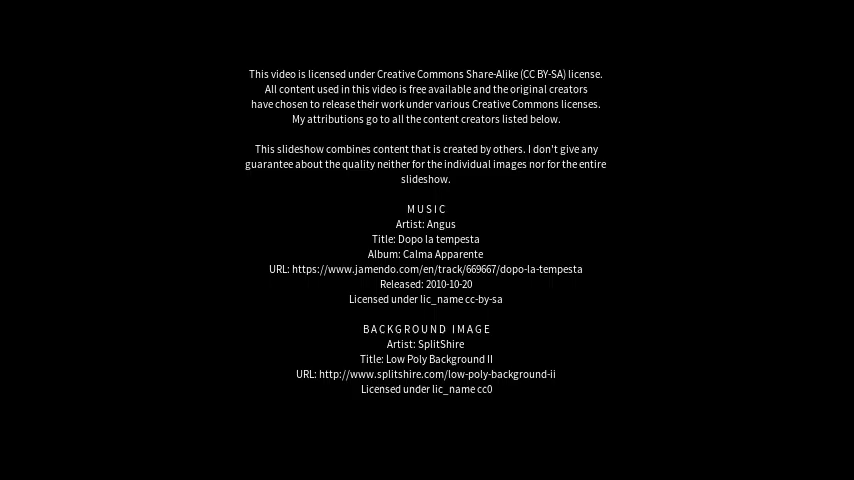 This video is licensed under Creative Commons Share-Alike (CC BY-SA) license.
All content used in this video is free available and the original creators
have chosen to release their work under various Creative Commons licenses.
My attributions go to all the content creators listed below.
This slideshow combines content that is created by others. I don't give any
guarantee about the quality neither for the individual images nor for the entire
slideshow.
MUSIC
Artist: Angus
Title: Dopo la tempesta
Album: Calma Apparente
URL: https://www.jamendo.com/en/track/669667/dopo-la-tempesta
Released: 2010-10-20
Licensed under lic_name cc-by-sa
BACKGROUND IMAGE
Artist: SplitShire
Title: Low Poly Background II
URL: http://www.splitshire.com/low-poly-background-ii
Licensed under lic_name cc0